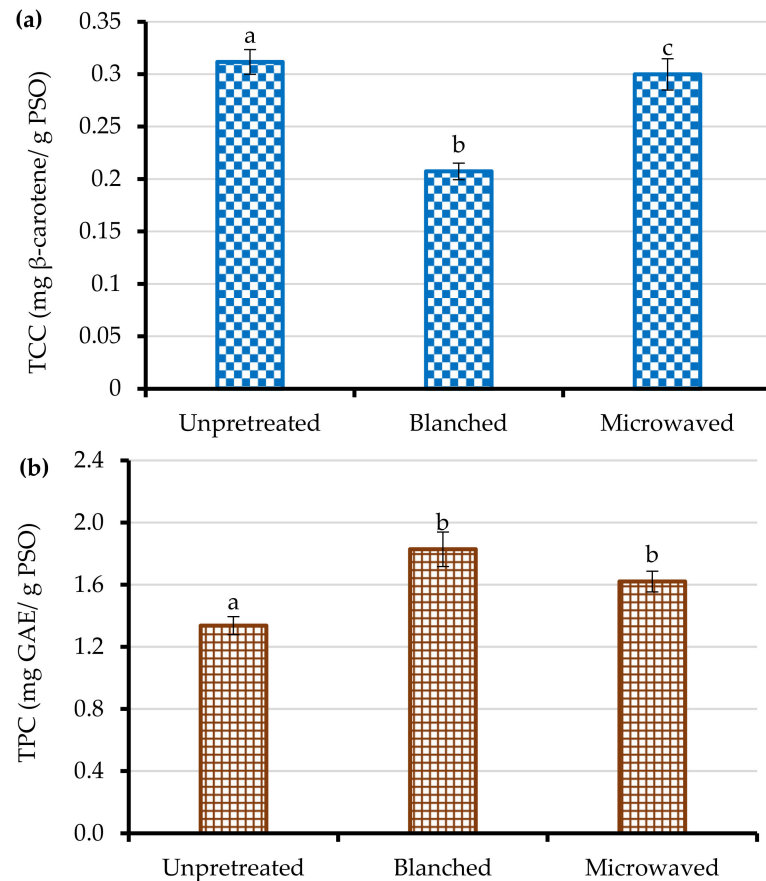 (a)
TCC (mg β-carotene/ g PSO)
0.35
0.3
0.25
0.2
0.15
0.1
0.05
0
a
b
c
Unpretreated Blanched Microwaved
(b)
TPC (mg GAE/ g PSO)
2.4
2.0
1.6
1.2
0.8
0.4
0.0
a
b
b
Unpretreated Blanched Microwaved